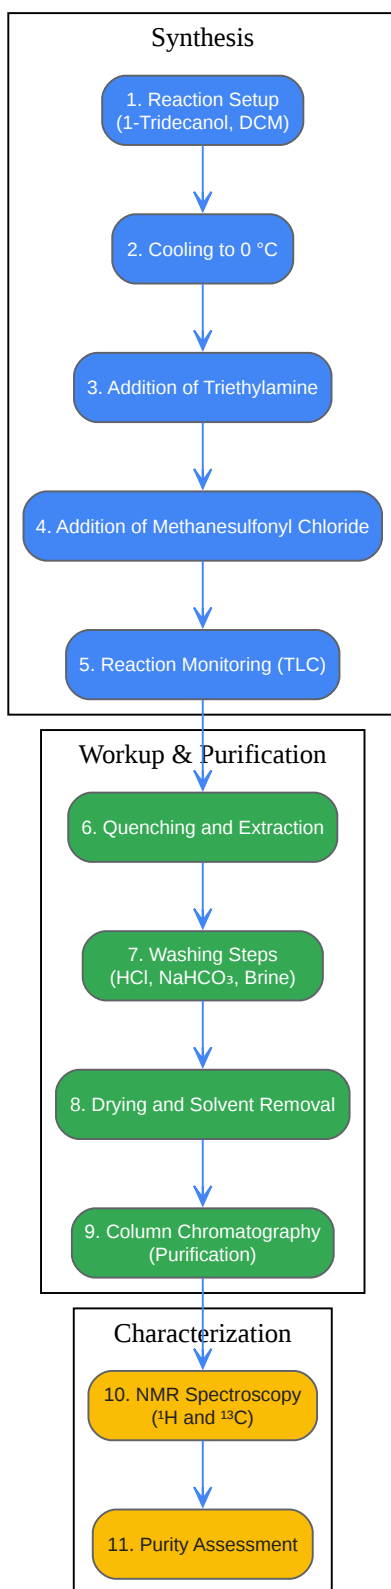 Synthesis
1. Reaction Setup
(1-Tridecanol, DCM)
2. Cooling to 0 °C
3. Addition of Triethylamine
4. Addition of Methanesulfonyl Chloride
5. Reaction Monitoring (TLC)
Workup & Purification
6. Quenching and Extraction
7. Washing Steps
(HCl, NaHCO₃, Brine)
8. Drying and Solvent Removal
9. Column Chromatography
(Purification)
Characterization
10. NMR Spectroscopy
(¹H and ¹³C)
11. Purity Assessment